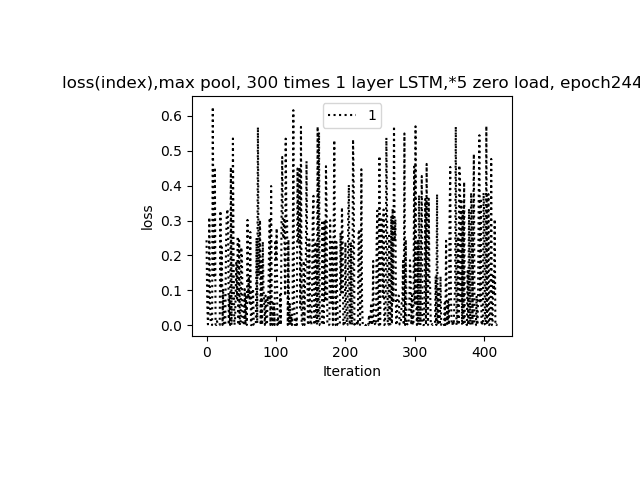 loss(index),max pool, 300 times 1 layer LSTM,*5 zero load, epoch244
1
0.6
0.5
0.4
0.3
0.2
0.1
0.0
loss
0 100 200 300 400
Iteration